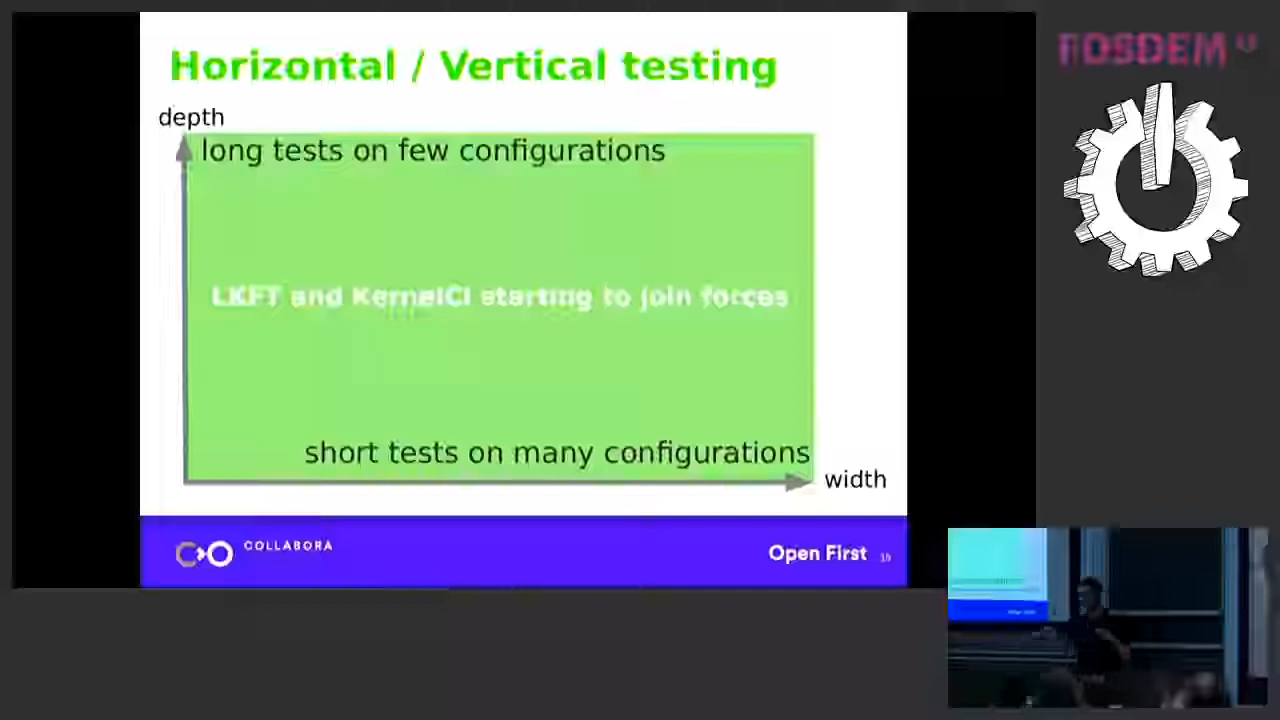 Horizontal / Vertical testing
FOSDEM
depth
long tests on few configurations
LKFT and KernelCI starting to join forces
short tests on many configurations
width
COLLABORA
Open First